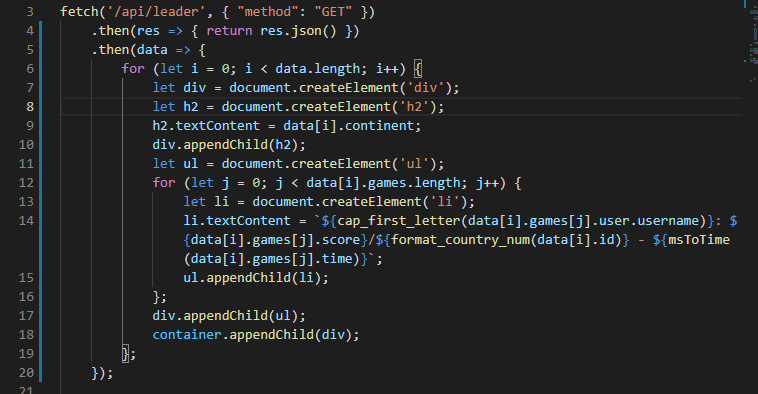 3 fetch('/api/leader', { "method": "GET" })
4 .then(res => { return res.json() })
5 .then(data => {
6 for (let i = 0; i < data.length; i++) {
7 let div = document.createElement('div');
8 let h2 = document.createElement('h2');
9 h2.textContent = data[i].continent;
10 div.appendChild(h2);
11 let ul = document.createElement('ul');
12 for (let j = 0; j < data[i].games.length; j++) {
13 let li = document.createElement('li');
14 li.textContent = `${cap_first_letter(data[i].games[j].user.username)}: $
{data[i].games[j].score}/${format_country_num(data[i].id)} - ${msToTime
(data[i].games[j].time)}`;
15 ul.appendChild(li);
16 };
17 div.appendChild(ul);
18 container.appendChild(div);
19 };
20 });
21